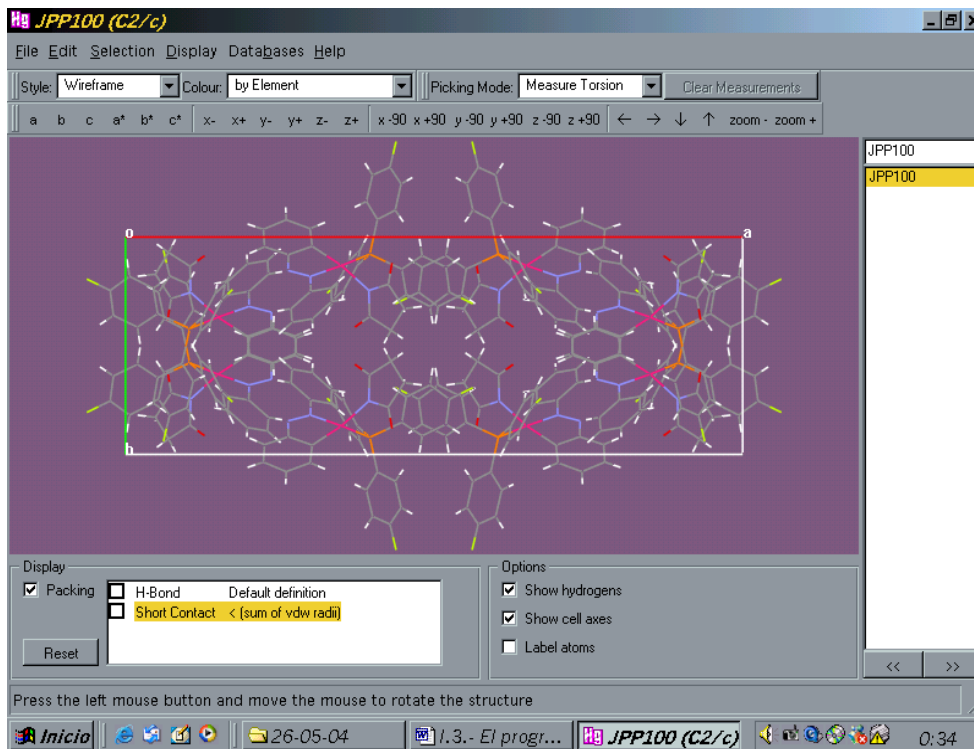 Hg JPP100 (C2/c)
File Edit Selection Display Databases Help
Style: Wireframe Colour: by Element Picking Mode: Measure Torsion Clear Measurements
a b c a* b* c* x- x+ y- y+ z- z+ x -90 x +90 y -90 y +90 z -90 z +90 ← → ↓ ↑ zoom - zoom +
JPP100
JPP100
o a
b
Display
Packing
H-Bond Default definition
Short Contact < (sum of vdw radii)
Reset
Options
Show hydrogens
Show cell axes
Label atoms
<< >>
Press the left mouse button and move the mouse to rotate the structure
Inicio 26-05-04 I.3.- El progr... Hg JPP100 (C2/c) 0:34